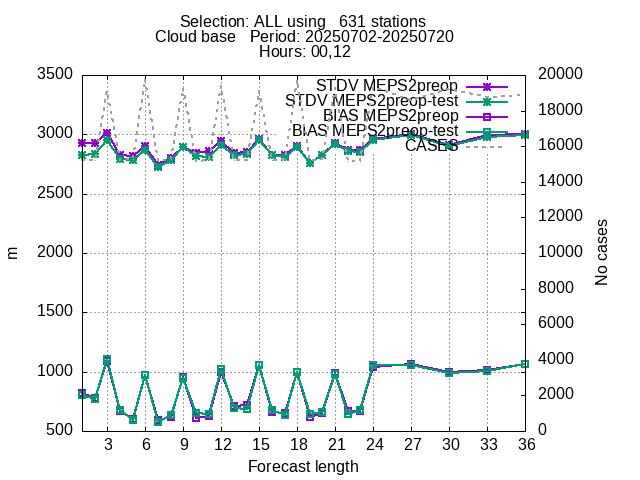 Selection: ALL using   631 stations
Cloud base   Period: 20250702-20250720
Hours: 00,12
3500
3000
2500
2000
1500
1000
500
m
20000
18000
16000
14000
12000
10000
8000
6000
4000
2000
0
No cases
STDV MEPS2preop
STDV MEPS2preop-test
BIAS MEPS2preop
BIAS MEPS2preop-test
CASES
3 6 9 12 15 18 21 24 27 30 33 36
Forecast length